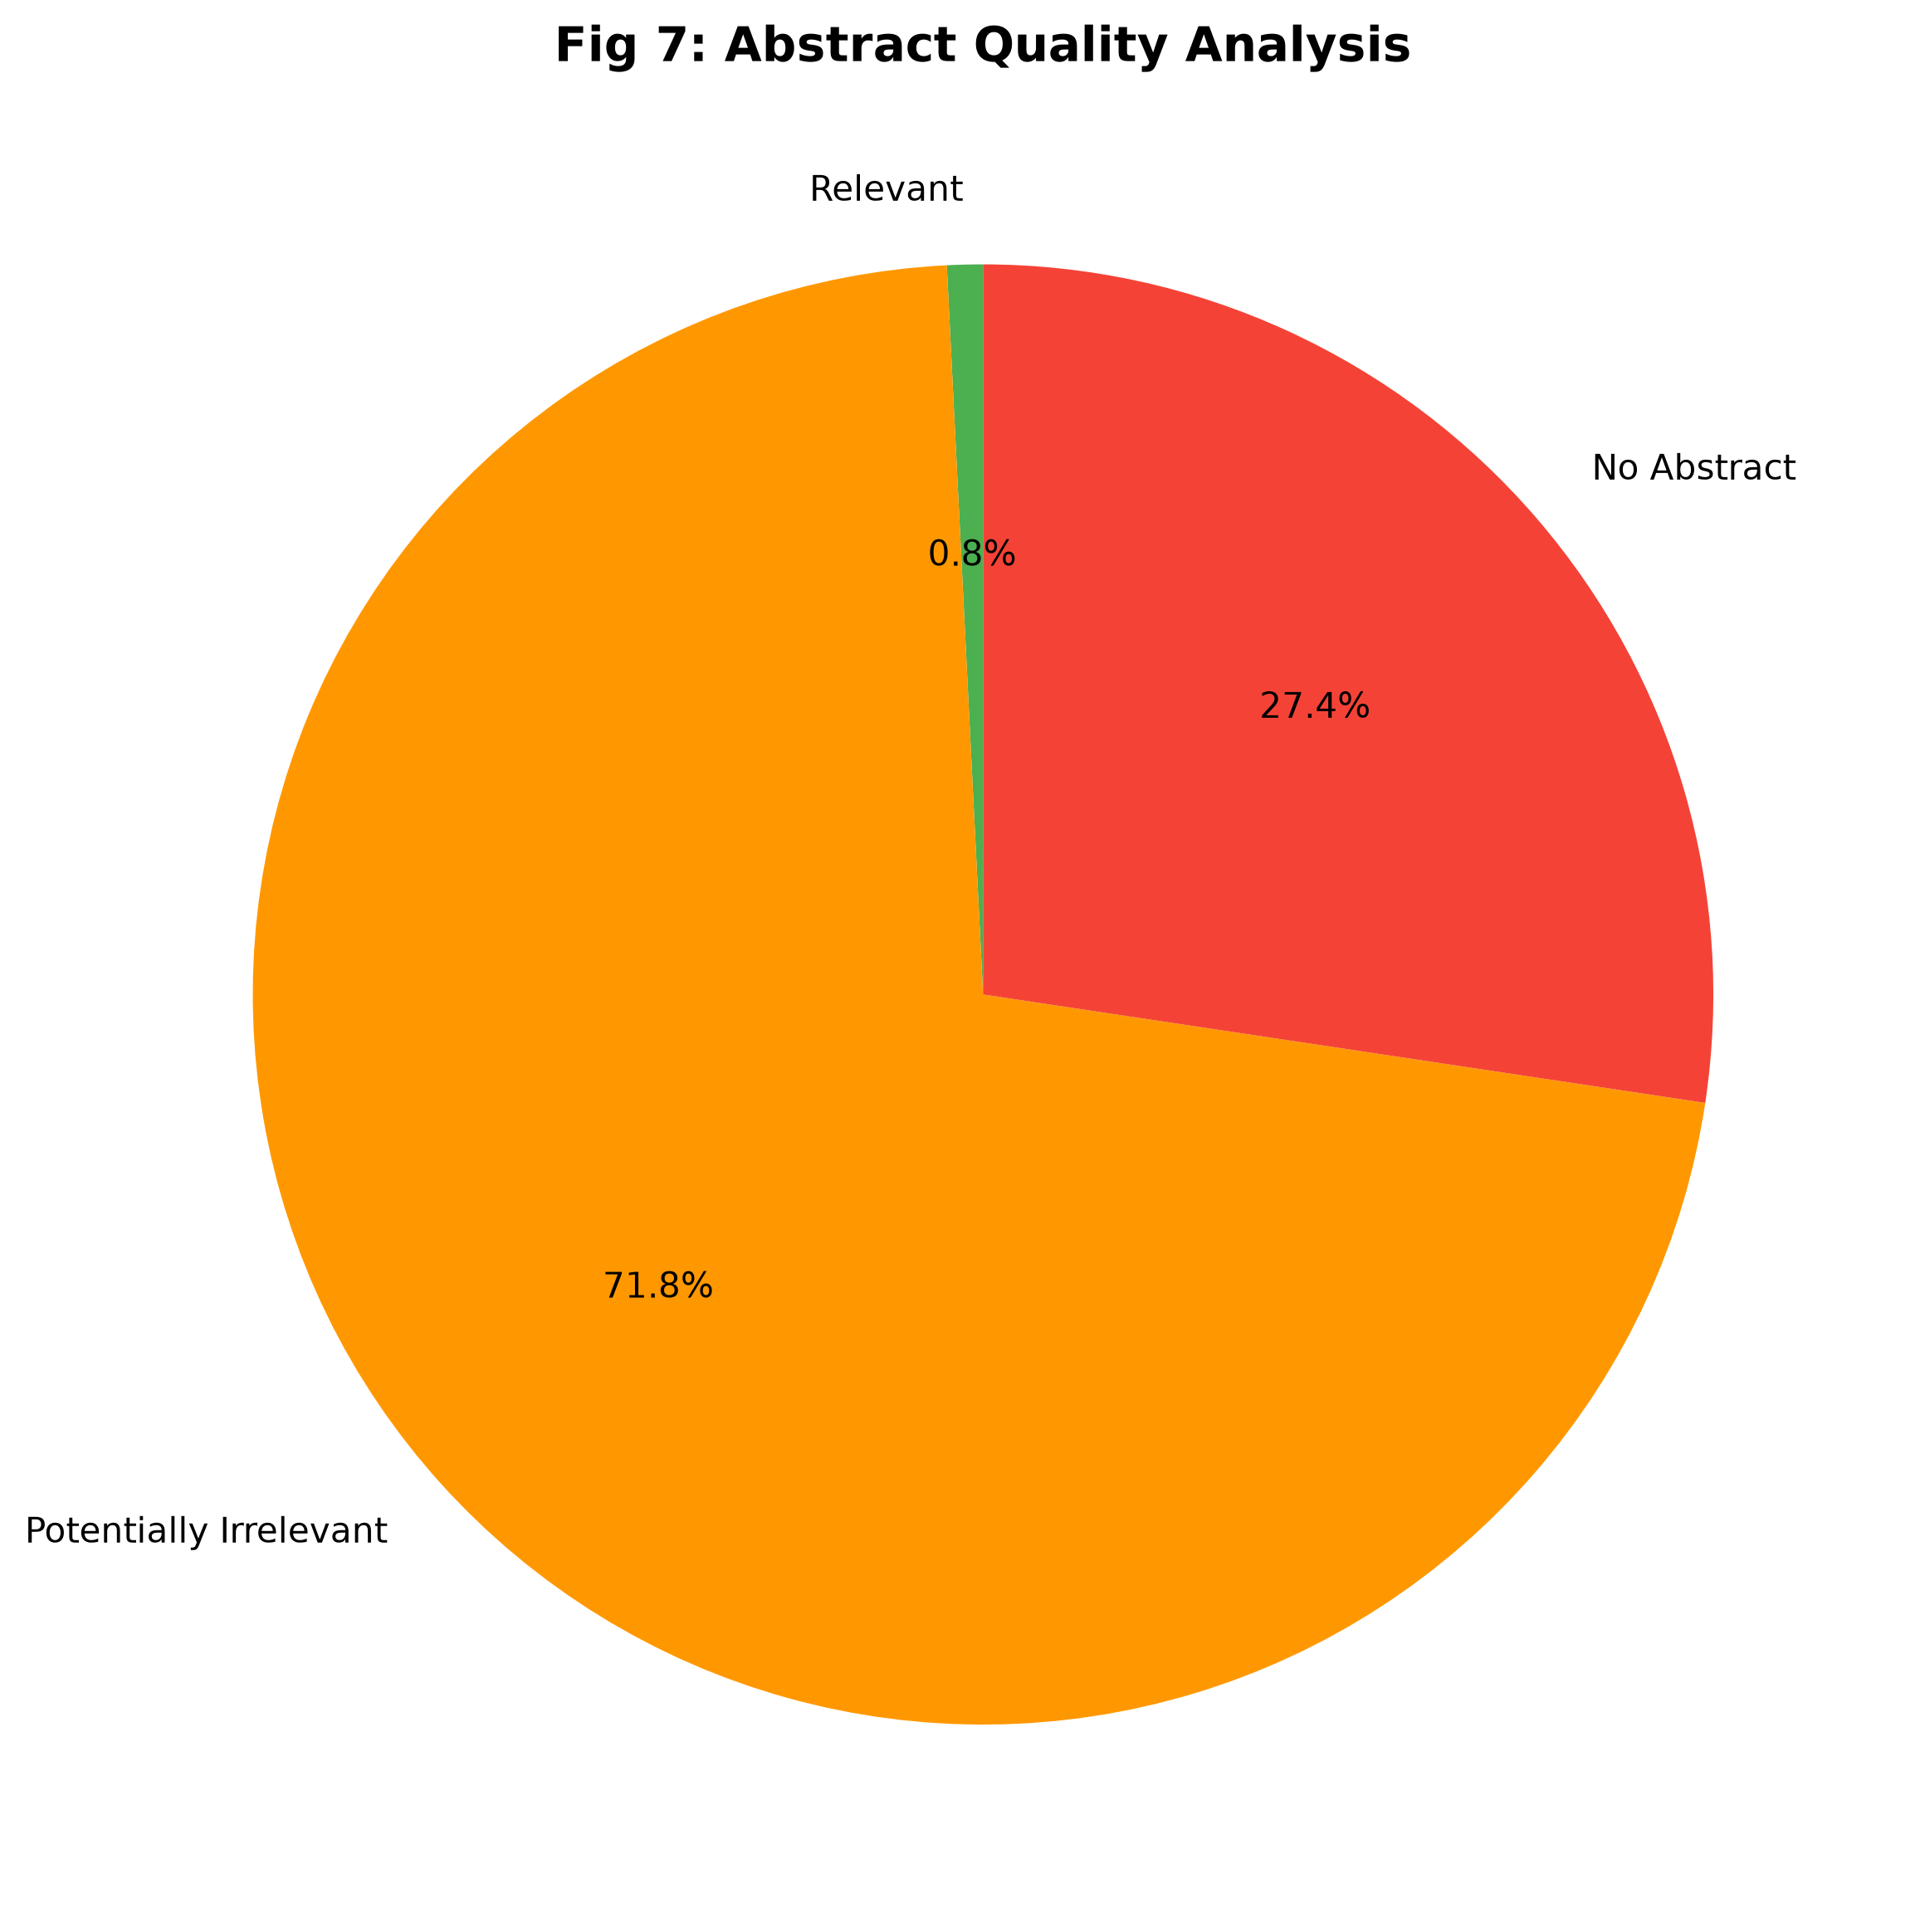 Fig 7: Abstract Quality Analysis
Relevant
No Abstract
0.8%
27.4%
71.8%
Potentially Irrelevant